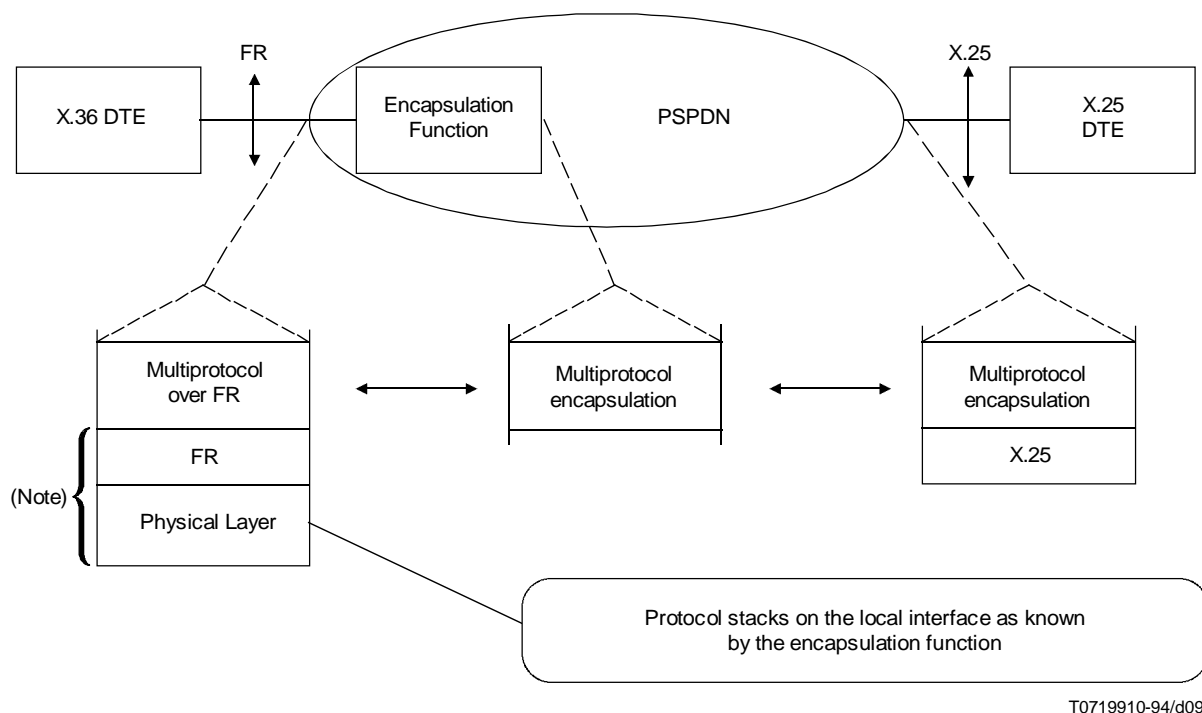 FR
X.25
X.36 DTE
Encapsulation
Function
PSPDN
X.25
DTE
Multiprotocol
over FR
Multiprotocol
encapsulation
Multiprotocol
encapsulation
FR
X.25
(Note)
Physical Layer
Protocol stacks on the local interface as known
by the encapsulation function
T0719910-94/d09